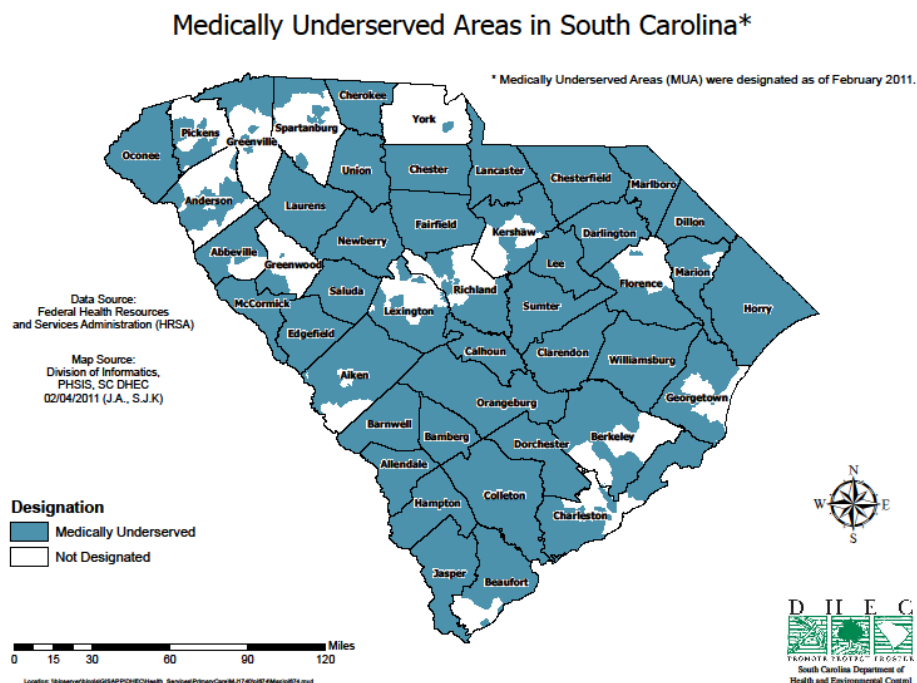 Medically Underserved Areas in South Carolina*
* Medically Underserved Areas (MUA) were designated as of February 2011.
Cherokee
York
Pickens
Spartanburg
Greenville
Oconee
Union
Chester
Lancaster
Chesterfield
Marlboro
Anderson
Laurens
Dillon
Fairfield
Kershaw
Darlington
Newberry
Abbeville
Greenwood
Lee
Florence
Marion
Saluda
Richland
McCormick
Lexington
Sumter
Horry
Edgefield
Calhoun
Clarendon
Williamsburg
Aiken
Georgetown
Orangeburg
Barnwell
Bamberg
Dorchester
Berkeley
Allendale
Hampton
Colleton
Charleston
Jasper
Beaufort
Data Source:
Federal Health Resources
and Services Administration (HRSA)
Map Source:
Division of Informatics,
PHSIS, SC DHEC
02/04/2011 (J.A., S.J.K)
N
W E
S
Designation
Medically Underserved
Not Designated
Miles
0 15 30 60 90 120
D H E C
PROMOTE PROTECT PROSPER
South Carolina Department of
Health and Environmental Control